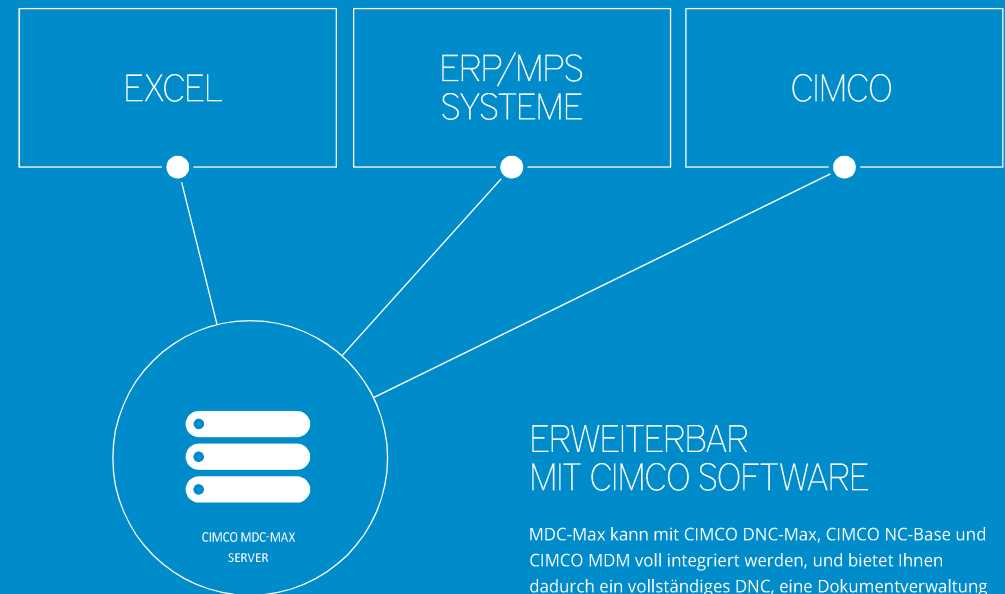 EXCEL
ERP/MPS
SYSTEME
CIMCO
CIMCO MDC-MAX
SERVER
ERWEITERBAR
MIT CIMCO SOFTWARE
MDC-Max kann mit CIMCO DNC-Max, CIMCO NC-Base und
CIMCO MDM voll integriert werden, und bietet Ihnen
dadurch ein vollständiges DNC, eine Dokumentverwaltung